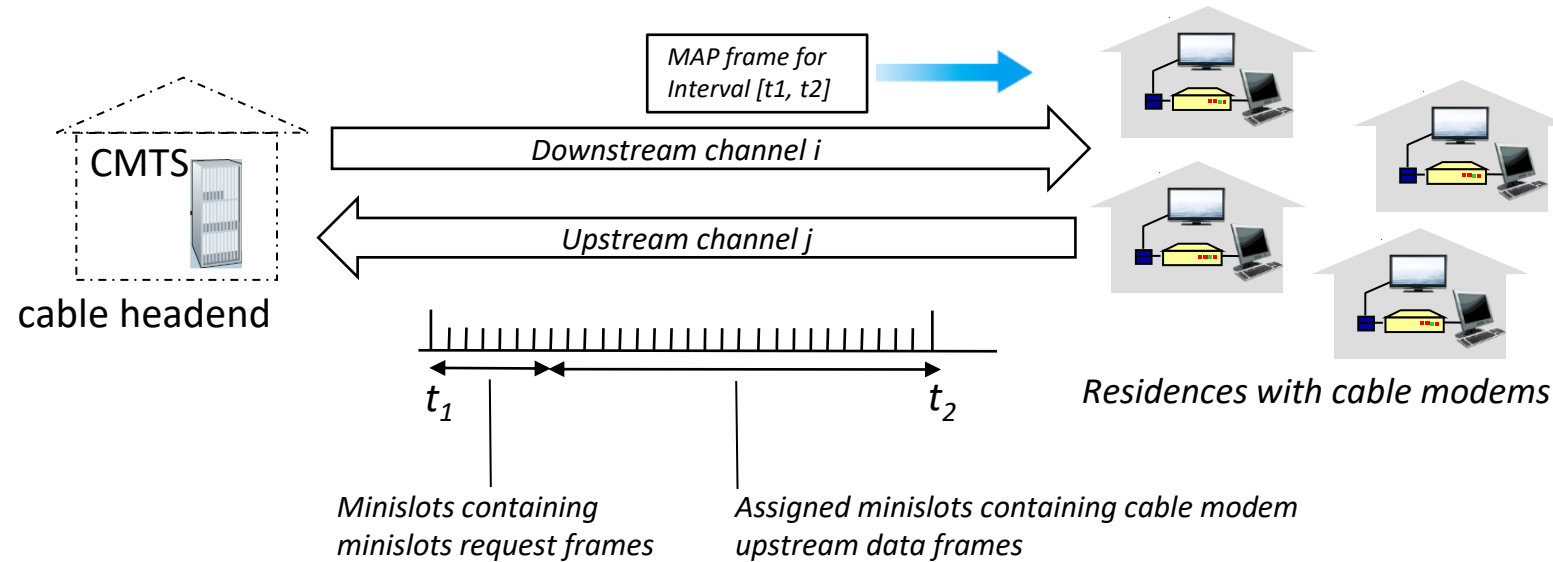 MAP frame for
Interval [t1, t2]
CMTS
Downstream channel i
Upstream channel j
cable headend
t1
t2
Residences with cable modems
Minislots containing
minislots request frames
Assigned minislots containing cable modem
upstream data frames